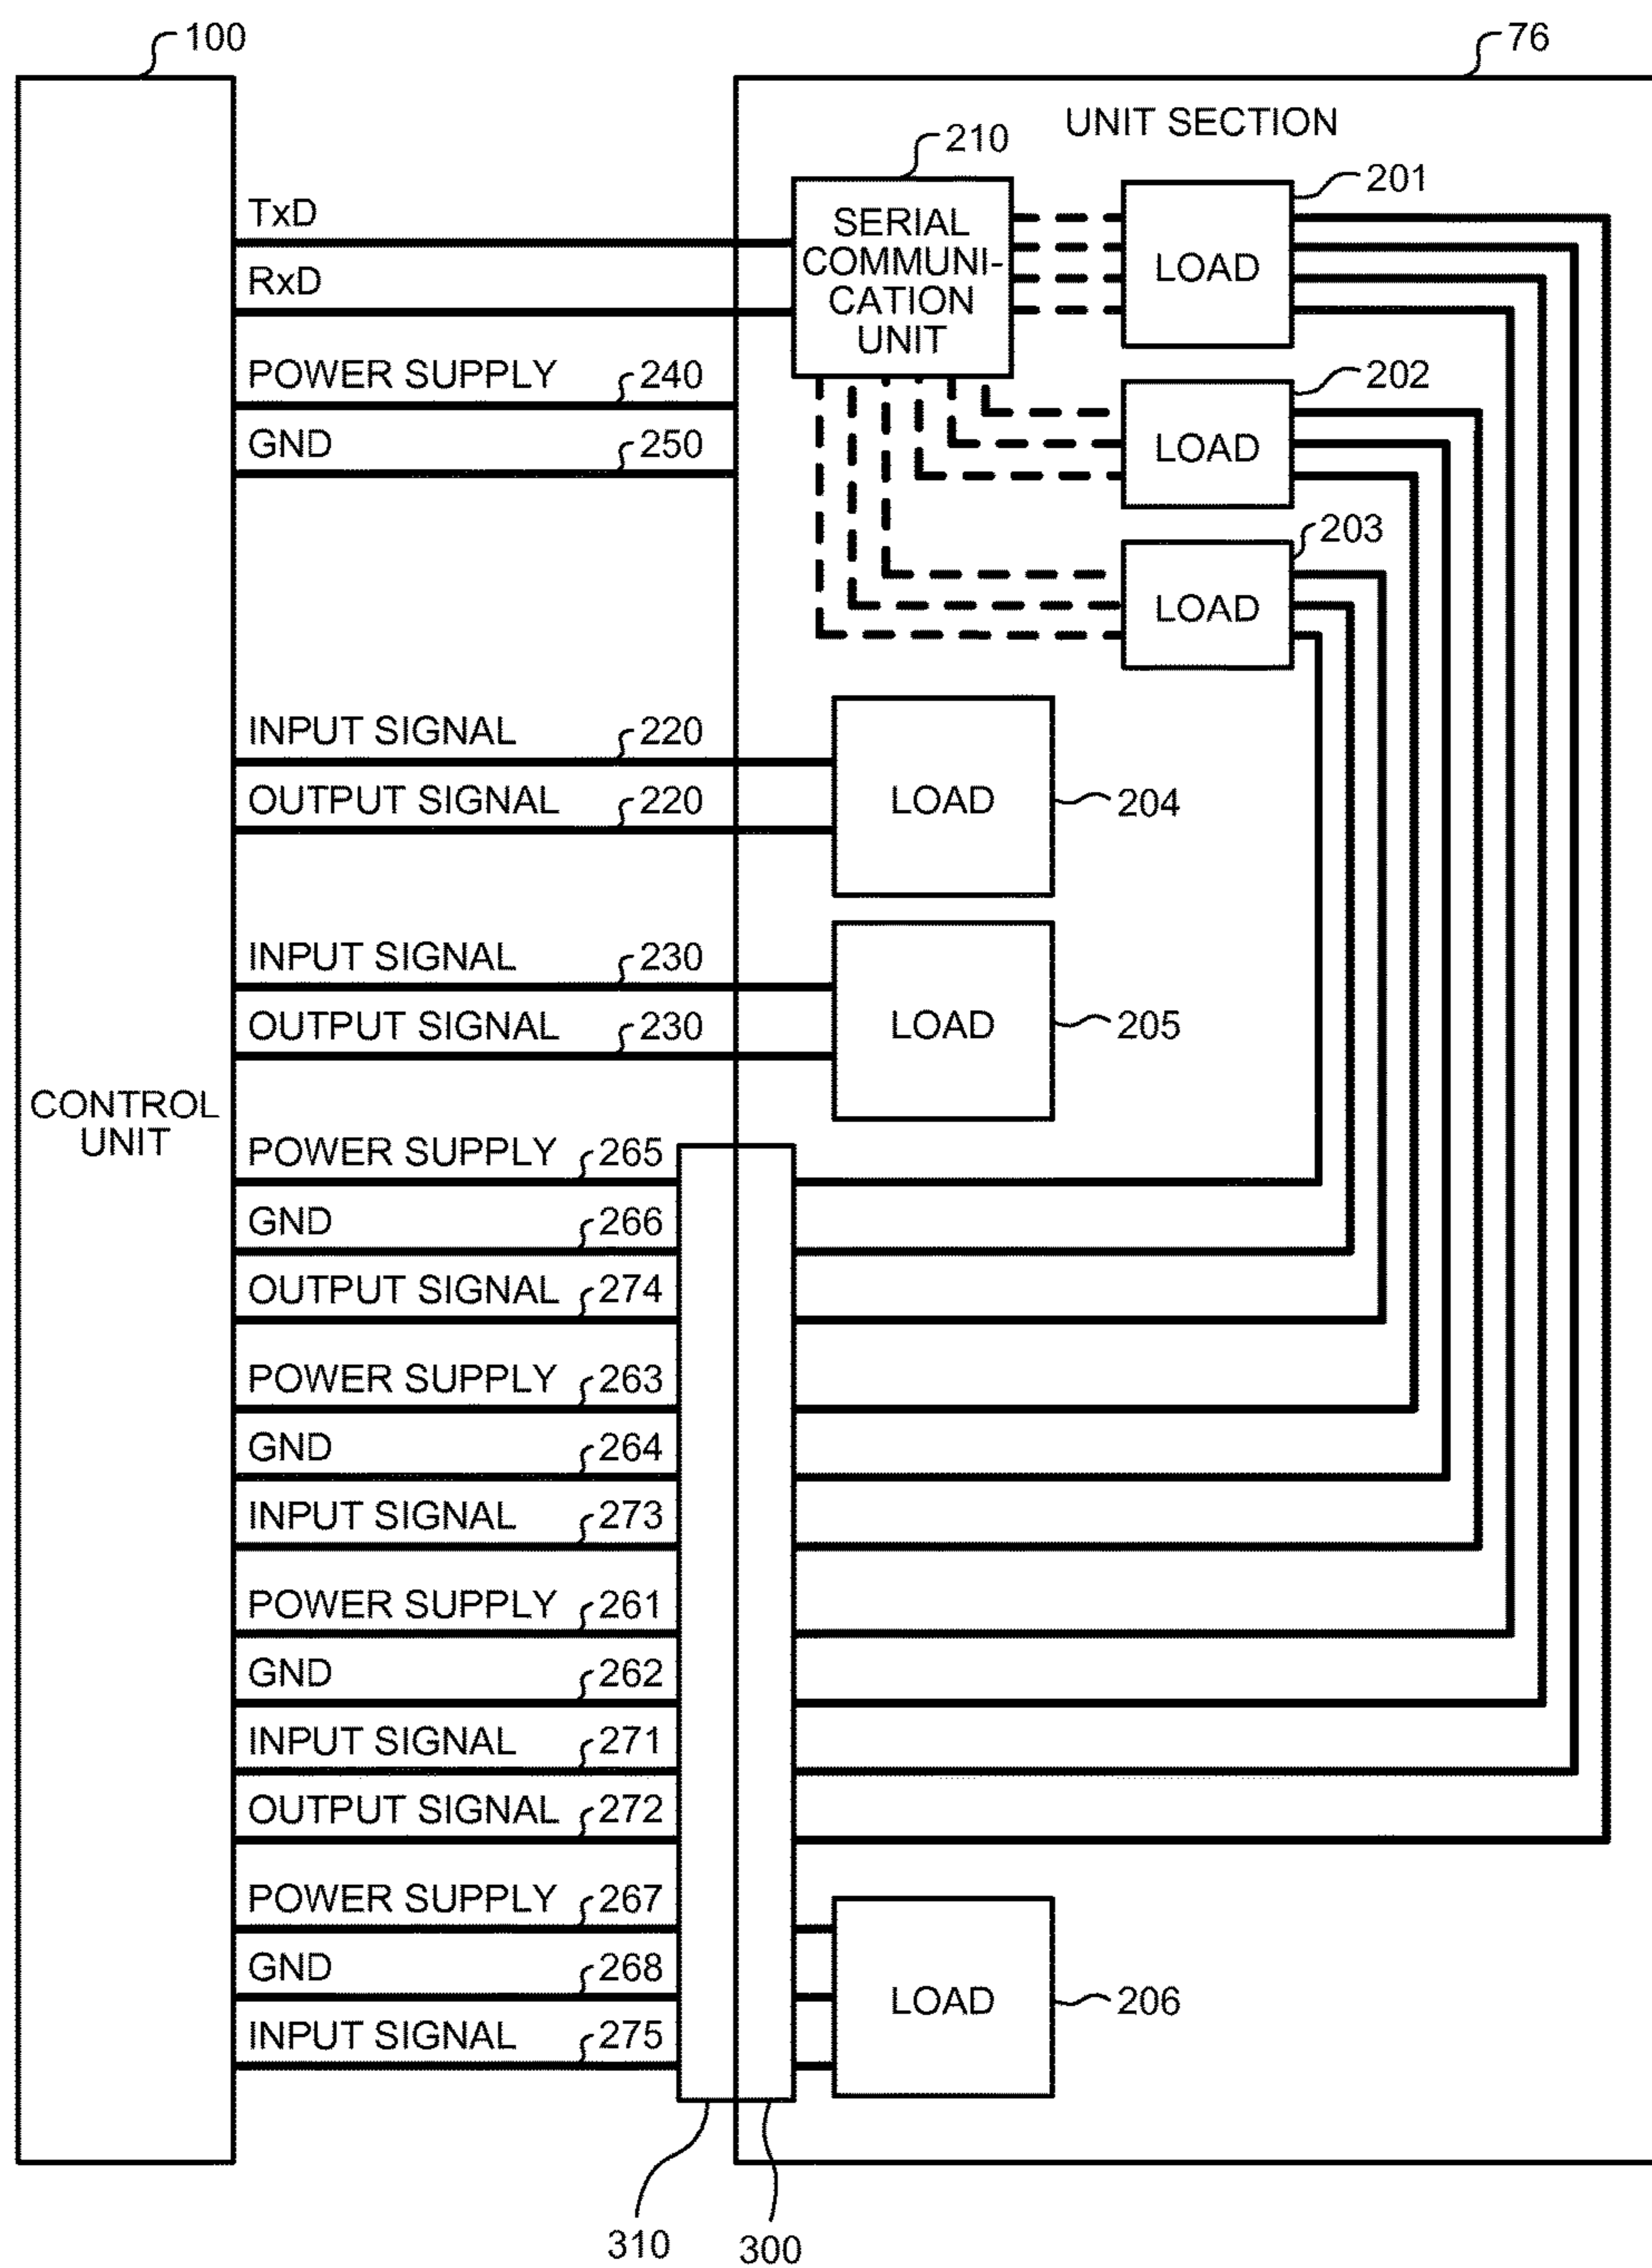 100
76
UNIT SECTION
210
201
TxD
SERIAL
COMMUNI-
CATION
UNIT
LOAD
RxD
POWER SUPPLY 240
202
GND 250
LOAD
203
LOAD
INPUT SIGNAL 220
OUTPUT SIGNAL 220
LOAD
204
INPUT SIGNAL 230
OUTPUT SIGNAL 230
LOAD
205
CONTROL
UNIT
POWER SUPPLY 265
GND 266
OUTPUT SIGNAL 274
POWER SUPPLY 263
GND 264
INPUT SIGNAL 273
POWER SUPPLY 261
GND 262
INPUT SIGNAL 271
OUTPUT SIGNAL 272
POWER SUPPLY 267
GND 268
LOAD
206
INPUT SIGNAL 275
310
300